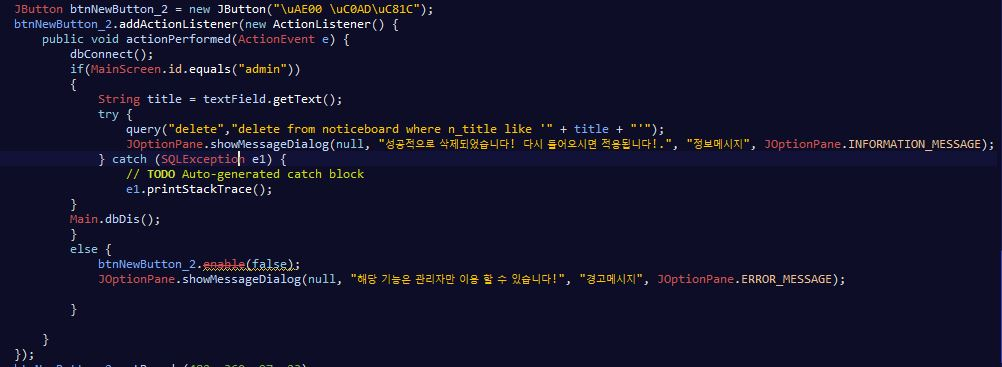 JButton btnNewButton_2 = new JButton("\uAE00 \uC0AD\uC81C");
btnNewButton_2.addActionListener(new ActionListener() {
public void actionPerformed(ActionEvent e) {
dbConnect();
if(MainScreen.id.equals("admin"))
{
String title = textField.getText();
try {
query("delete","delete from noticeboard where n_title like '" + title + "'");
JOptionPane.showMessageDialog(null, "성공적으로 삭제되었습니다! 다시 들어오시면 적용됩니다!.", "정보메시지", JOptionPane.INFORMATION_MESSAGE);
} catch (SQLException e1) {
// TODO Auto-generated catch block
e1.printStackTrace();
}
Main.dbDis();
}
else {
btnNewButton_2.enable(false);
JOptionPane.showMessageDialog(null, "해당 기능은 관리자만 이용 할 수 있습니다!", "경고메시지", JOptionPane.ERROR_MESSAGE);
}
}
});